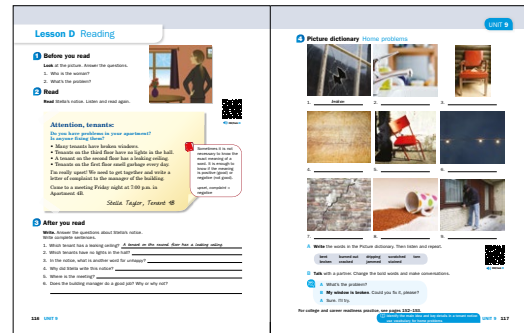 Lesson D Reading
1 Before you read
Look at the picture. Answer the questions.
1. Who is the woman?
2. What's the problem?
2 Read
Read Stella's notice. Listen and read again.
Attention, tenants:
Do you have problems in your apartment?
Is anyone fixing them?
• Many tenants have broken windows.
• Tenants on the third floor have no lights in the hall.
• A tenant on the second floor has a leaking ceiling.
• Tenants on the first floor smell garbage every day.
I'm really upset! We need to get together and write a
letter of complaint to the manager of the building.
Come to a meeting Friday night at 7:00 p.m. in
Apartment 4B.
Stella Taylor, Tenant 4B
Sometimes it is not
necessary to know the
exact meaning of a
word. It is enough to
know if the meaning
is positive (good) or
negative (not good).
upset, complaint =
negative
3 After you read
Write. Answer the questions about Stella's notice.
Write complete sentences.
1. Which tenant has a leaking ceiling? A tenant on the second floor has a leaking ceiling.
2. Which tenants have no lights in the hall?
3. In the notice, what is another word for unhappy?
4. Why did Stella write this notice?
5. Where is the meeting?
6. Does the building manager do a good job? Why or why not?
116 UNIT 9
UNIT 9
4 Picture dictionary Home problems
1. broken
2.
3.
4.
5.
6.
7.
8.
9.
A Write the words in the Picture dictionary. Then listen and repeat.
bent burned out dripping scratched torn
broken cracked jammed stained
B Talk with a partner. Change the bold words and make conversations.
A What's the problem?
B My window is broken. Could you fix it, please?
A Sure. I'll try.
For college and career readiness practice, see pages 152–155.
UNIT 9 117